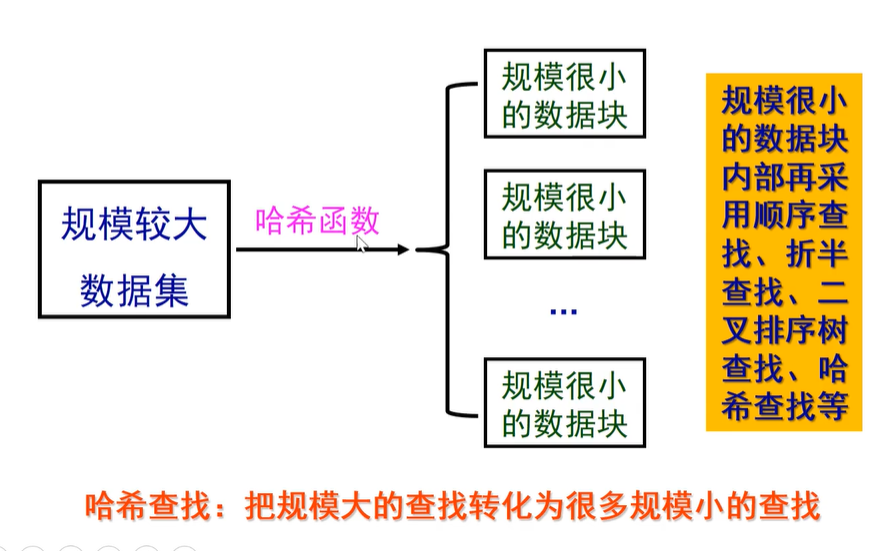 规模较大
数据集
哈希函数
规模很小
的数据块
规模很小
的数据块
...
规模很小
的数据块
规模很小
的数据块
内部再采
用顺序查
找、折半
查找、二
叉排序树
查找、哈
希查找等
哈希查找：把规模大的查找转化为很多规模小的查找